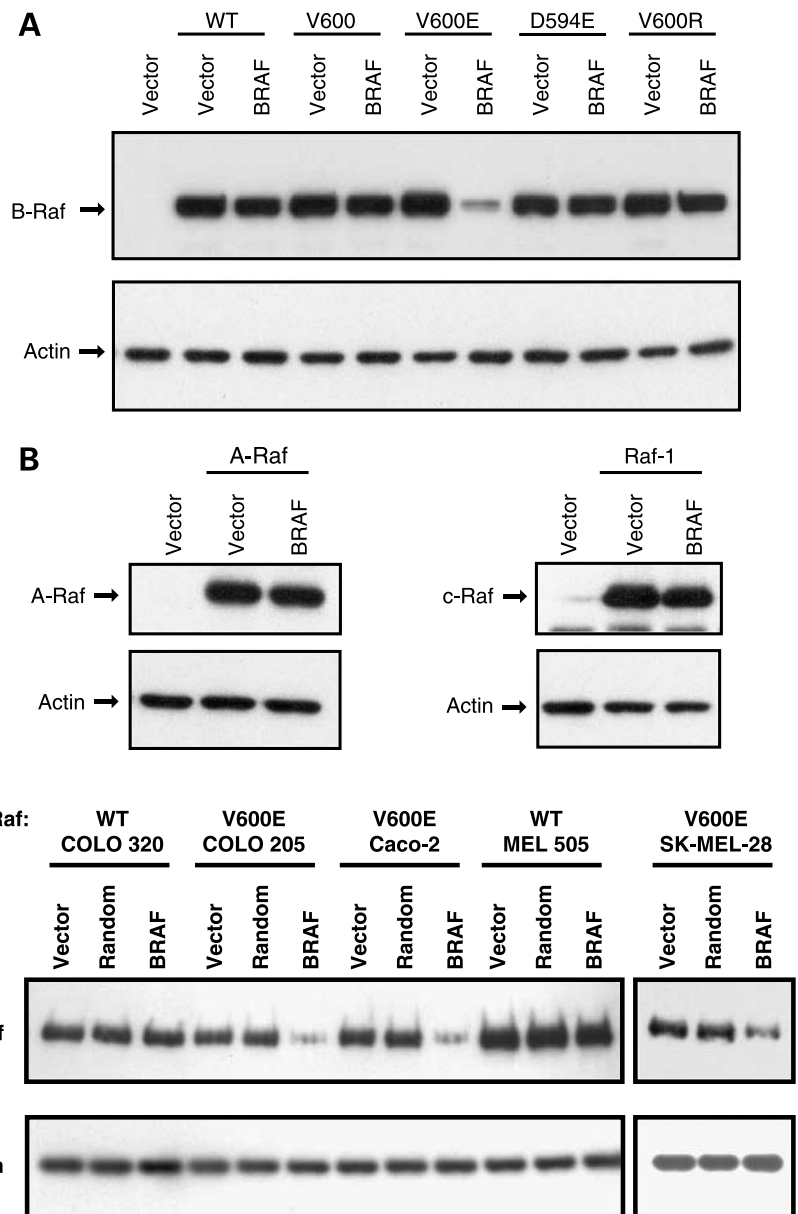 A
WT V600 V600E D594E V600R
Vector Vector BRAF Vector BRAF Vector BRAF Vector BRAF Vector BRAF
B-Raf
Actin
B
A-Raf Raf-1
Vector Vector BRAF Vector Vector BRAF
A-Raf c-Raf
Actin Actin
Raf: WT V600E V600E WT V600E
COLO 320 COLO 205 Caco-2 MEL 505 SK-MEL-28
Vector Random BRAF Vector Random BRAF Vector Random BRAF Vector Random BRAF Vector Random BRAF
f
n